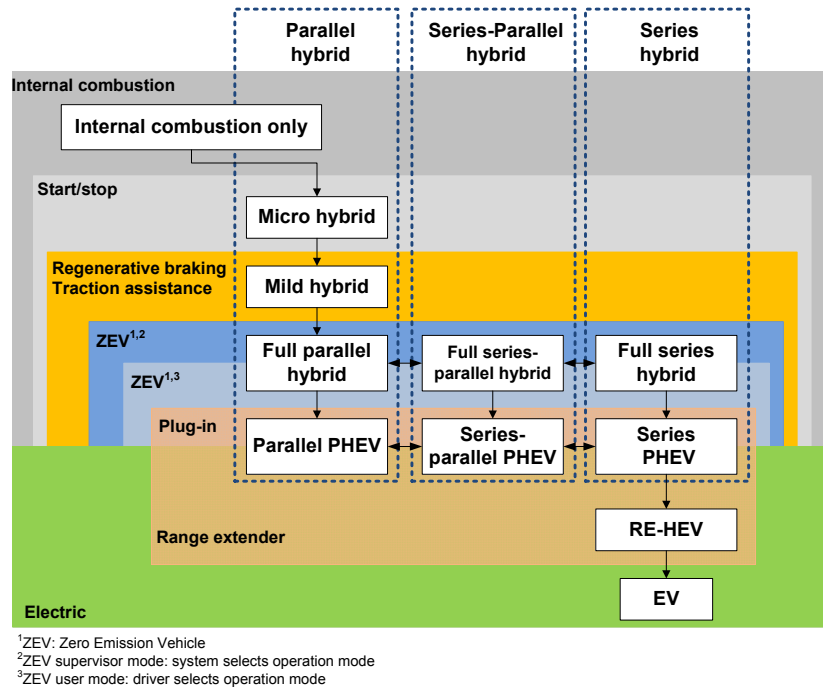 Parallel
hybrid
Series-Parallel
hybrid
Series
hybrid
Internal combustion
Internal combustion only
Start/stop
Micro hybrid
Regenerative braking
Traction assistance
Mild hybrid
ZEV1,2
Full parallel
hybrid
Full series-
parallel hybrid
Full series
hybrid
ZEV1,3
Plug-in
Parallel PHEV
Series-
parallel PHEV
Series
PHEV
Range extender
RE-HEV
EV
Electric
1ZEV: Zero Emission Vehicle
2ZEV supervisor mode: system selects operation mode
3ZEV user mode: driver selects operation mode